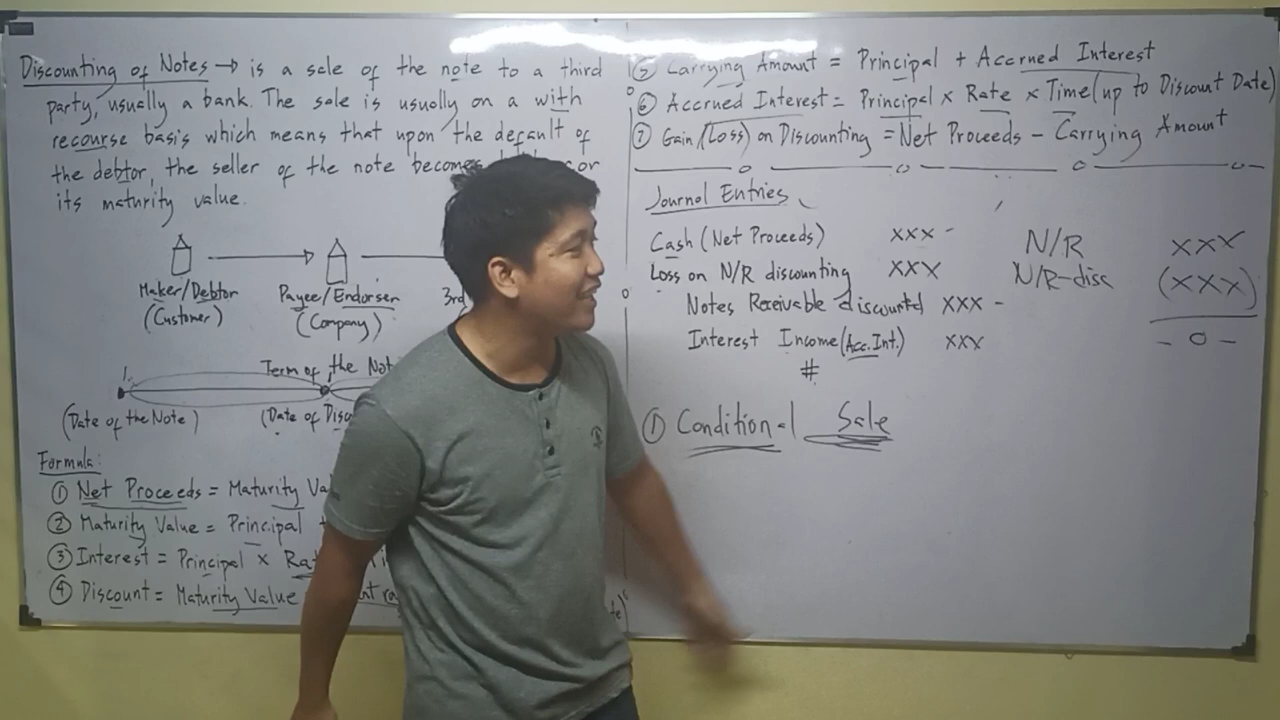 Discounting of Notes → is a sale of the note to a third
party, usually a bank. The sale is usually on a with
recourse basis which means that upon the default of
the debtor, the seller of the note becomes
its maturity value.
Maker/Debtor
(Customer)
Payee/Endorser
(Company)
3rd
Term of the
(Date of the Note)
(Date of
Formula:
① Net Proceeds = Maturity
② Maturity Value = Principal
③ Interest = Principal x
④ Discount = Maturity Value
⑤ Carrying Amount = Principal + Accrued Interest
⑥ Accrued Interest = Principal x Rate x Time (up to Discount Date)
⑦ Gain/(Loss) on Discounting = Net Proceeds - Carrying Amount
Journal Entries
Cash (Net Proceeds) xxx
Loss on N/R discounting xxx
Notes Receivable discounted xxx
Interest Income (Acc. Int.) xxx
#
N/R xxx
N/R-disc (xxx)
- 0 -
① Conditional Sale